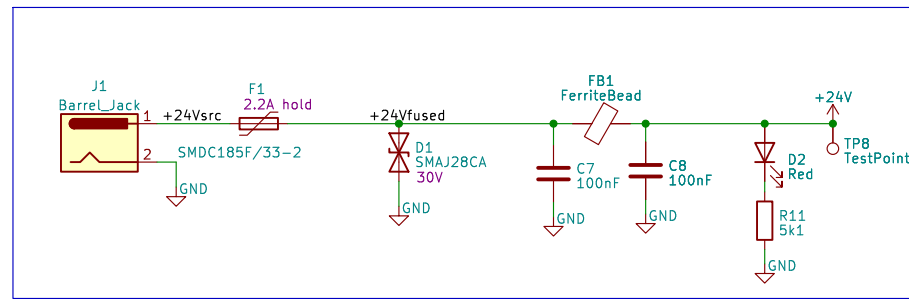 J1
Barrel_Jack
1
2
GND
+24Vsrc
F1
2.2A hold
SMDC185F/33-2
+24Vfused
D1
SMAJ28CA
30V
GND
C7
100nF
GND
FB1
FerriteBead
C8
100nF
GND
D2
Red
R11
5k1
GND
+24V
TP8
TestPoint